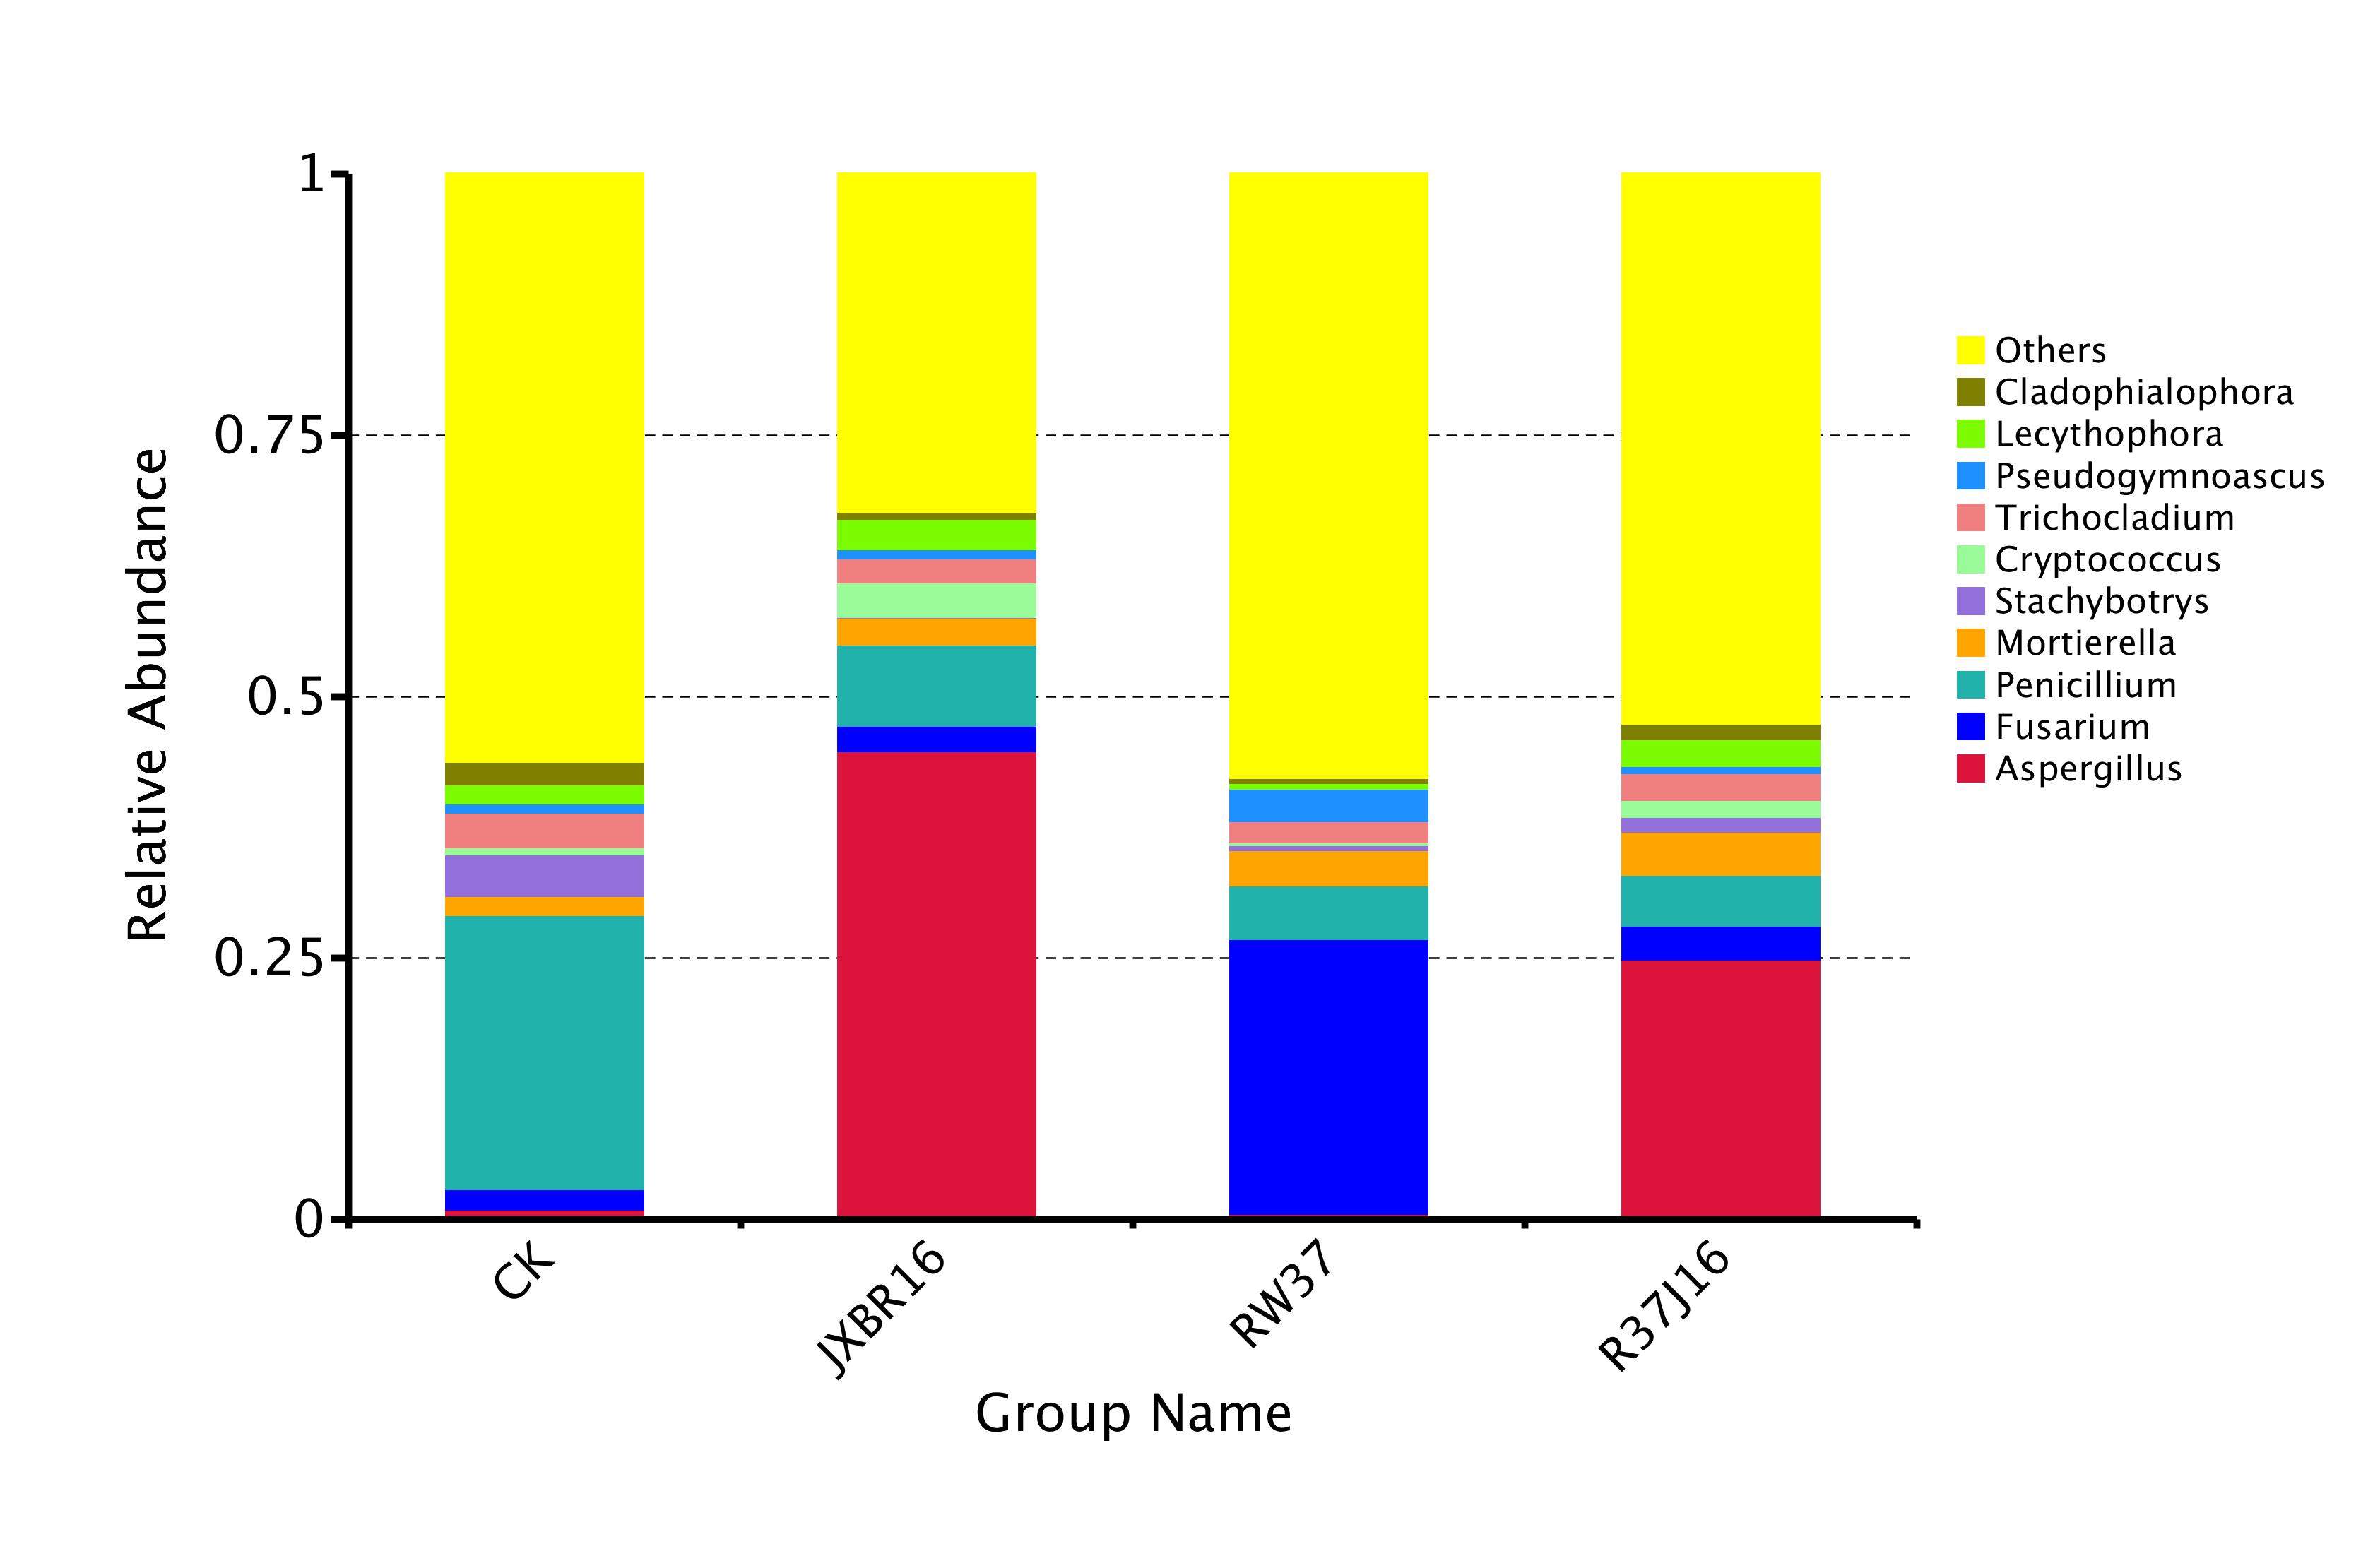 1
0.75
0.5
0.25
0
Relative Abundance
CK
JXBR16
RW37
R37J16
Group Name
Others
Cladophialophora
Lecythophora
Pseudogymnoascus
Trichocladium
Cryptococcus
Stachybotrys
Mortierella
Penicillium
Fusarium
Aspergillus